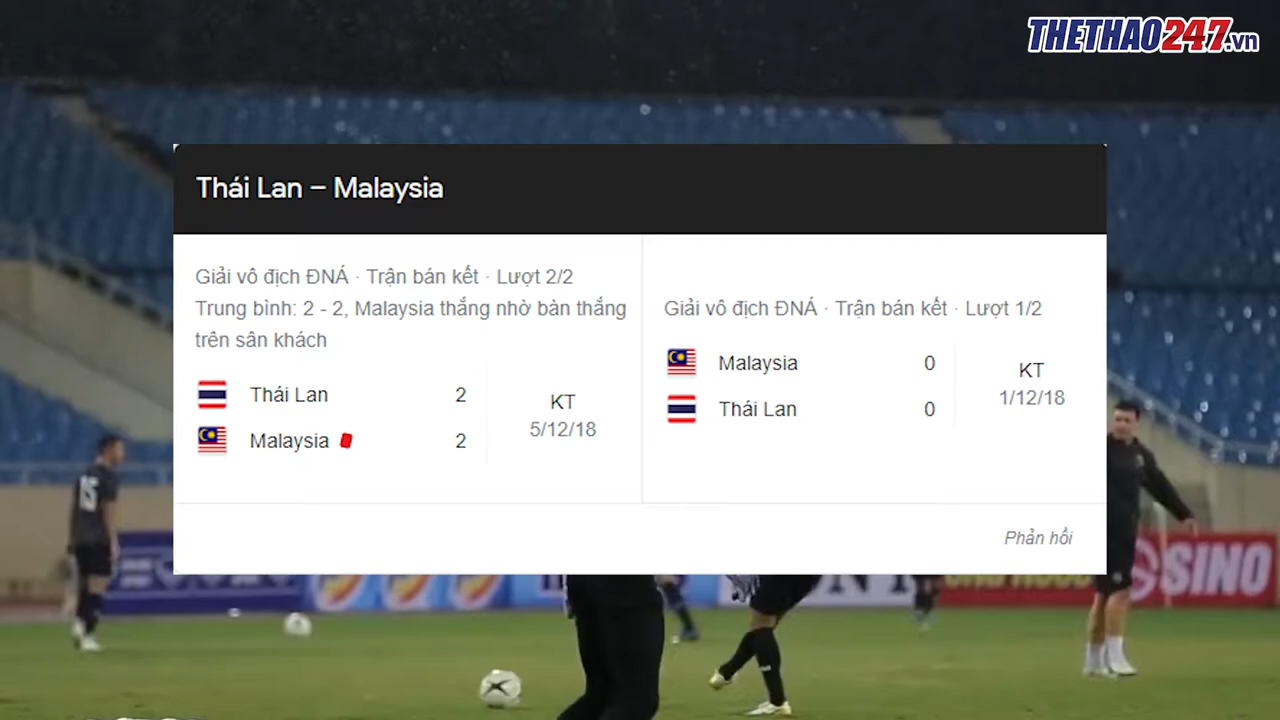 THETHAO247.vn
Thái Lan – Malaysia
Giải vô địch ĐNÁ · Trận bán kết · Lượt 2/2
Trung bình: 2 - 2, Malaysia thắng nhờ bàn thắng
trên sân khách
Thái Lan 2
Malaysia 2
KT
5/12/18
Giải vô địch ĐNÁ · Trận bán kết · Lượt 1/2
Malaysia 0
Thái Lan 0
KT
1/12/18
Phản hồi
15
SINO